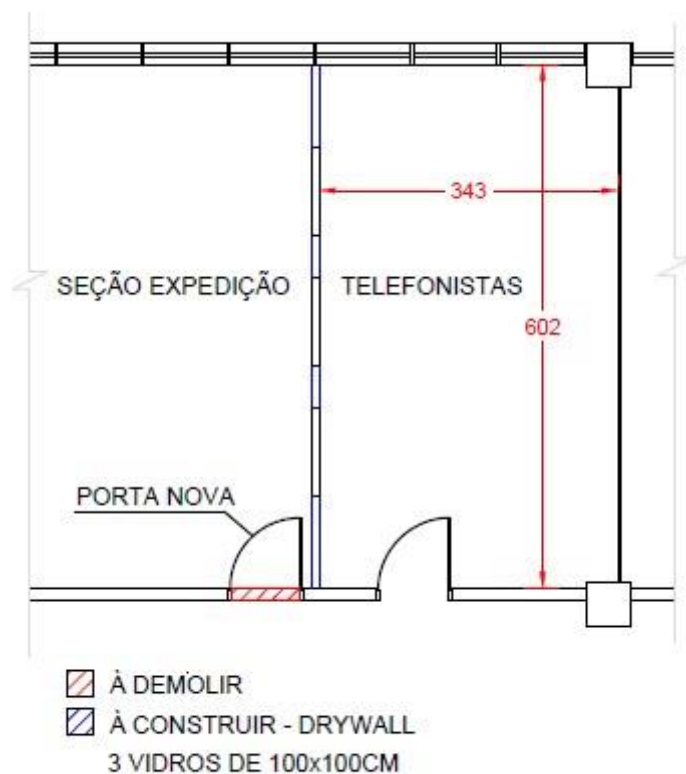 343
SEÇÃO EXPEDIÇÃO
TELEFONISTAS
602
PORTA NOVA
À DEMOLIR
À CONSTRUIR - DRYWALL
3 VIDROS DE 100x100CM